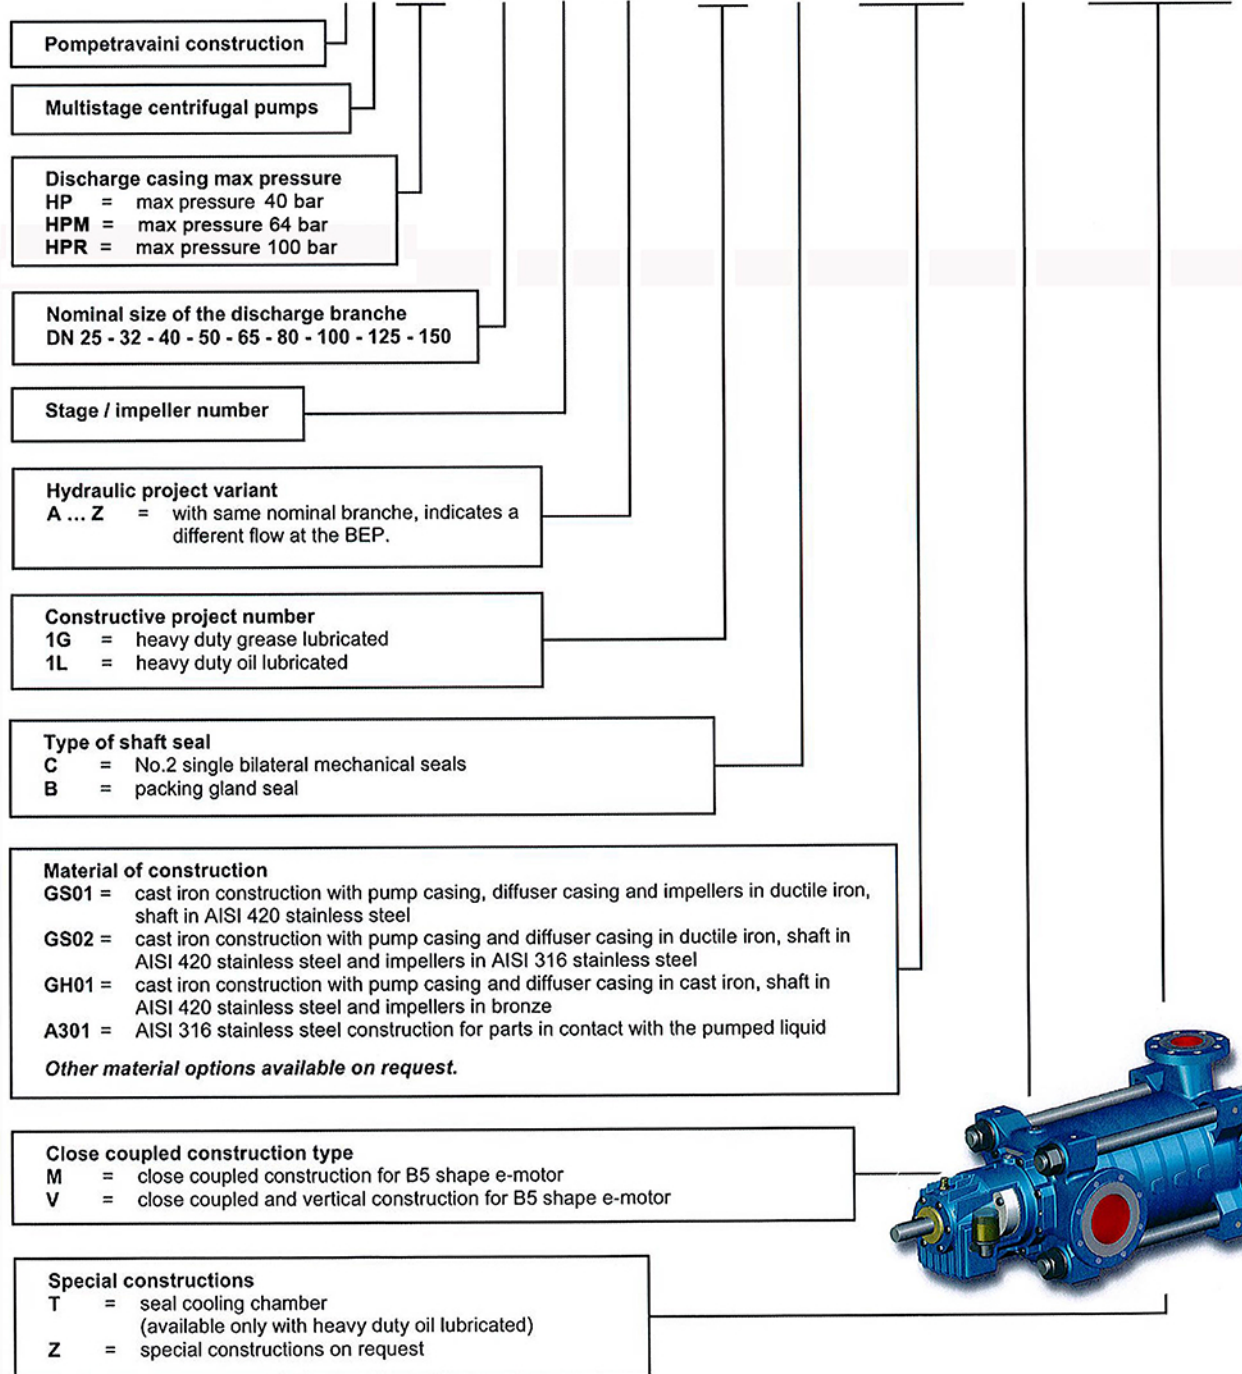 Pompetravaini construction
Multistage centrifugal pumps
Discharge casing max pressure
HP = max pressure 40 bar
HPM = max pressure 64 bar
HPR = max pressure 100 bar
Nominal size of the discharge branche
DN 25 - 32 - 40 - 50 - 65 - 80 - 100 - 125 - 150
Stage / impeller number
Hydraulic project variant
A ... Z = with same nominal branche, indicates a
different flow at the BEP.
Constructive project number
1G = heavy duty grease lubricated
1L = heavy duty oil lubricated
Type of shaft seal
C = No.2 single bilateral mechanical seals
B = packing gland seal
Material of construction
GS01 = cast iron construction with pump casing, diffuser casing and impellers in ductile iron,
shaft in AISI 420 stainless steel
GS02 = cast iron construction with pump casing and diffuser casing in ductile iron, shaft in
AISI 420 stainless steel and impellers in AISI 316 stainless steel
GH01 = cast iron construction with pump casing and diffuser casing in cast iron, shaft in
AISI 420 stainless steel and impellers in bronze
A301 = AISI 316 stainless steel construction for parts in contact with the pumped liquid
Other material options available on request.
Close coupled construction type
M = close coupled construction for B5 shape e-motor
V = close coupled and vertical construction for B5 shape e-motor
Special constructions
T = seal cooling chamber
(available only with heavy duty oil lubricated)
Z = special constructions on request